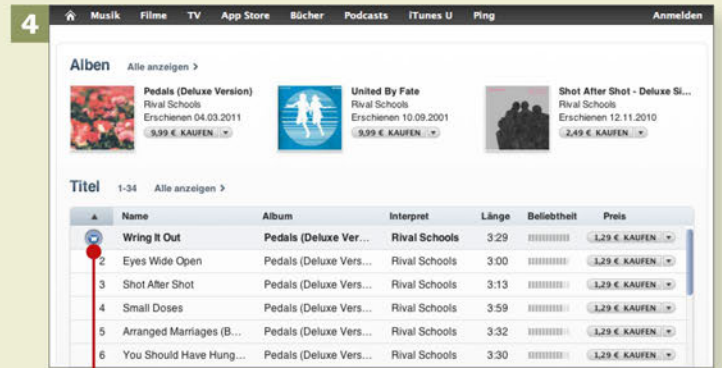 4
Musik Filme TV App Store Bücher Podcasts iTunes U Ping Anmelden
Alben Alle anzeigen >
Pedals (Deluxe Version)
Rival Schools
Erschienen 04.03.2011
9,99 € KAUFEN
United By Fate
Rival Schools
Erschienen 10.09.2001
9,99 € KAUFEN
Shot After Shot - Deluxe Si...
Rival Schools
Erschienen 12.11.2010
2,49 € KAUFEN
Titel 1-34 Alle anzeigen >
Name Album Interpret Länge Beliebtheit Preis
Wring It Out Pedals (Deluxe Ver... Rival Schools 3:29 1,29 € KAUFEN
2 Eyes Wide Open Pedals (Deluxe Vers... Rival Schools 3:00 1,29 € KAUFEN
3 Shot After Shot Pedals (Deluxe Vers... Rival Schools 3:13 1,29 € KAUFEN
4 Small Doses Pedals (Deluxe Vers... Rival Schools 3:59 1,29 € KAUFEN
5 Arranged Marriages (B... Pedals (Deluxe Vers... Rival Schools 3:32 1,29 € KAUFEN
6 You Should Have Hung... Pedals (Deluxe Vers... Rival Schools 3:30 1,29 € KAUFEN